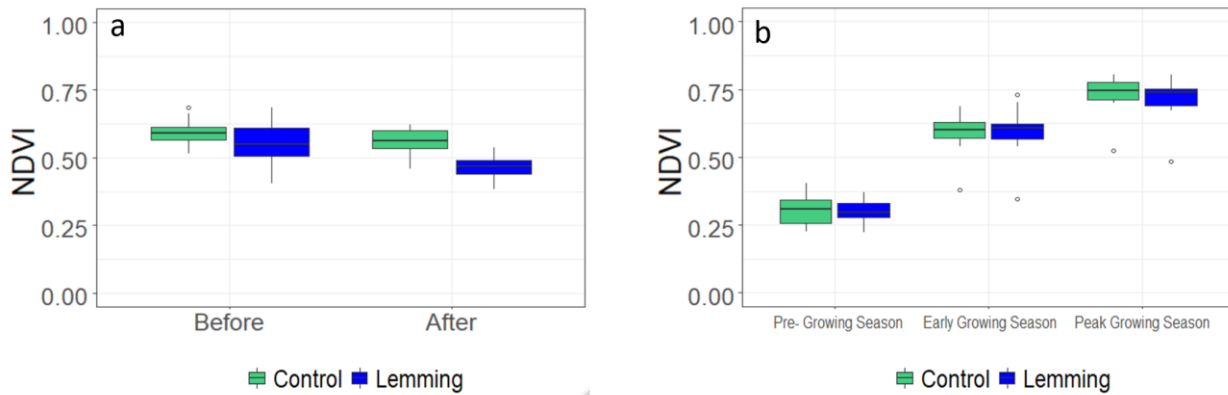 a
1.00
0.75
0.50
0.25
0.00
NDVI
Before After
Control Lemming
b
1.00
0.75
0.50
0.25
0.00
NDVI
Pre- Growing Season Early Growing Season Peak Growing Season
Control Lemming